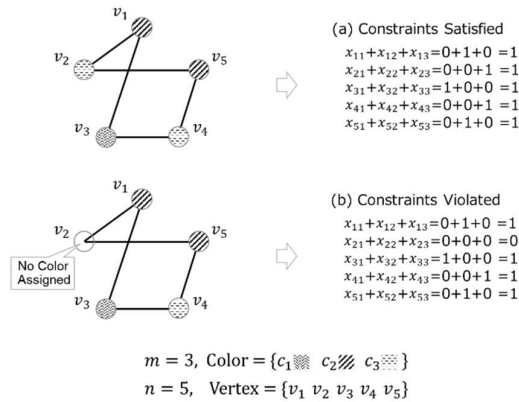 v₁
v₂
v₅
v₃
v₄
(a) Constraints Satisfied
x₁₁+x₁₂+x₁₃=0+1+0 =1
x₂₁+x₂₂+x₂₃=0+0+1 =1
x₃₁+x₃₂+x₃₃=1+0+0 =1
x₄₁+x₄₂+x₄₃=0+0+1 =1
x₅₁+x₅₂+x₅₃=0+1+0 =1
v₁
v₂
v₅
No Color
Assigned
v₃
v₄
(b) Constraints Violated
x₁₁+x₁₂+x₁₃=0+1+0 =1
x₂₁+x₂₂+x₂₃=0+0+0 =0
x₃₁+x₃₂+x₃₃=1+0+0 =1
x₄₁+x₄₂+x₄₃=0+0+1 =1
x₅₁+x₅₂+x₅₃=0+1+0 =1
m = 3, Color = {c₁ c₂ c₃ }
n = 5, Vertex = {v₁ v₂ v₃ v₄ v₅}